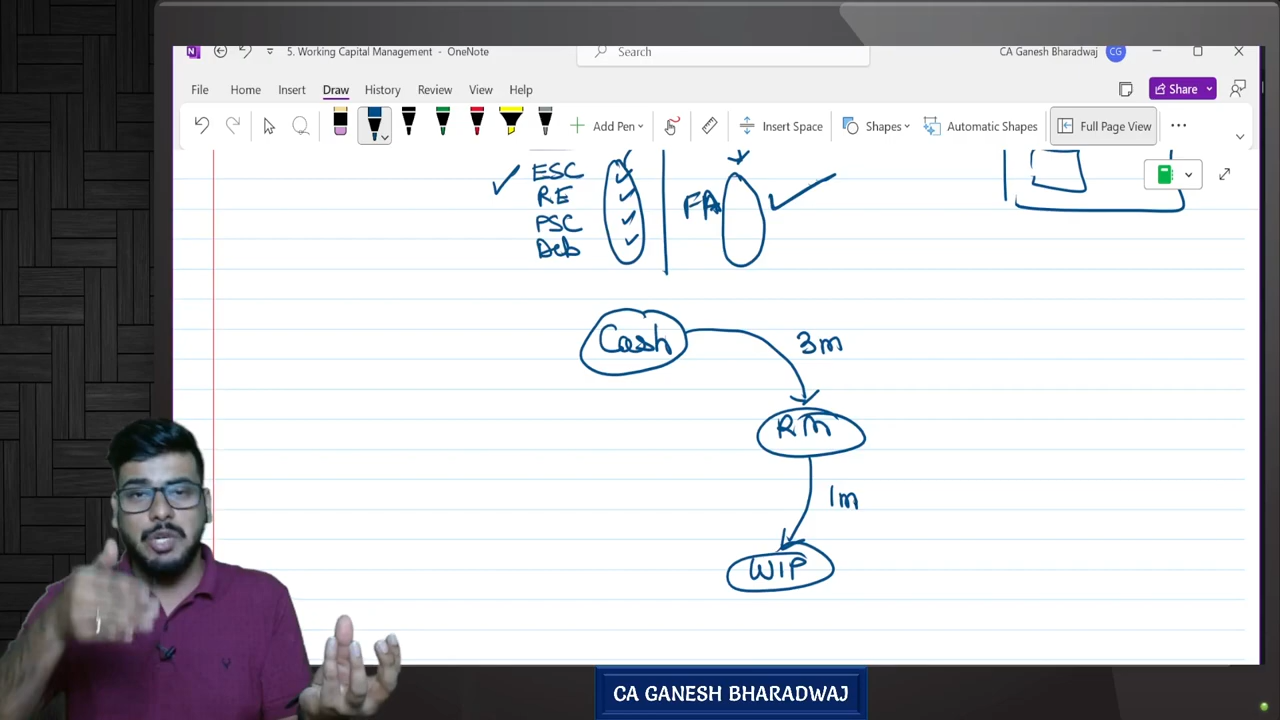 5. Working Capital Management - OneNote
Search
CA Ganesh Bharadwaj
CG
File Home Insert Draw History Review View Help
Share
Add Pen
Insert Space
Shapes
Automatic Shapes
Full Page View
ESC
RE
PSC
Deb
FA
Cash
3m
RM
1m
WIP
CA GANESH BHARADWAJ